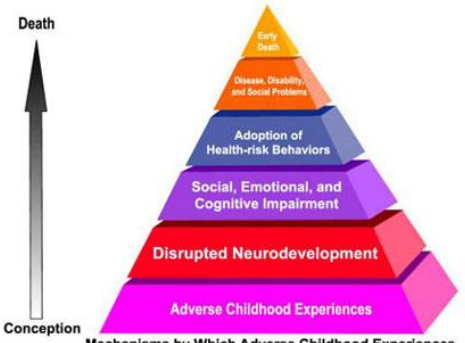 Death
Early
Death
Disease, Disability,
and Social Problems
Adoption of
Health-risk Behaviors
Social, Emotional, and
Cognitive Impairment
Disrupted Neurodevelopment
Adverse Childhood Experiences
Conception
Mechanisms by Which Adverse Childhood Experiences